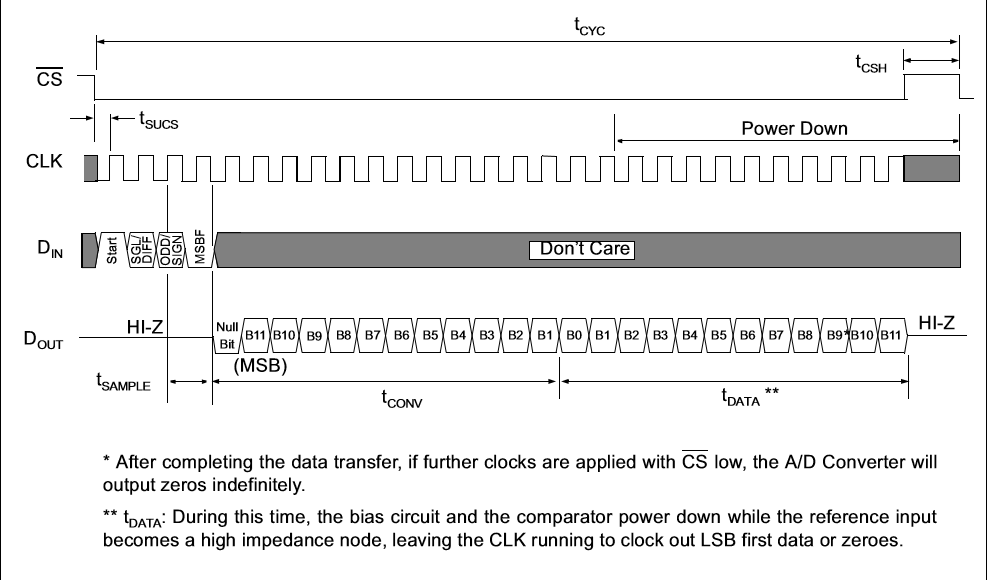 tCYC
tCSH
CS
tSUCS
Power Down
CLK
DIN
Start
SGL/
DIFF
ODD/
SIGN
MSBF
Don't Care
HI-Z
DOUT
Null
Bit
B11 B10 B9 B8 B7 B6 B5 B4 B3 B2 B1 B0 B1 B2 B3 B4 B5 B6 B7 B8 B9* B10 B11
HI-Z
(MSB)
tSAMPLE
tCONV
tDATA **
* After completing the data transfer, if further clocks are applied with CS low, the A/D Converter will
output zeros indefinitely.
** tDATA: During this time, the bias circuit and the comparator power down while the reference input
becomes a high impedance node, leaving the CLK running to clock out LSB first data or zeroes.